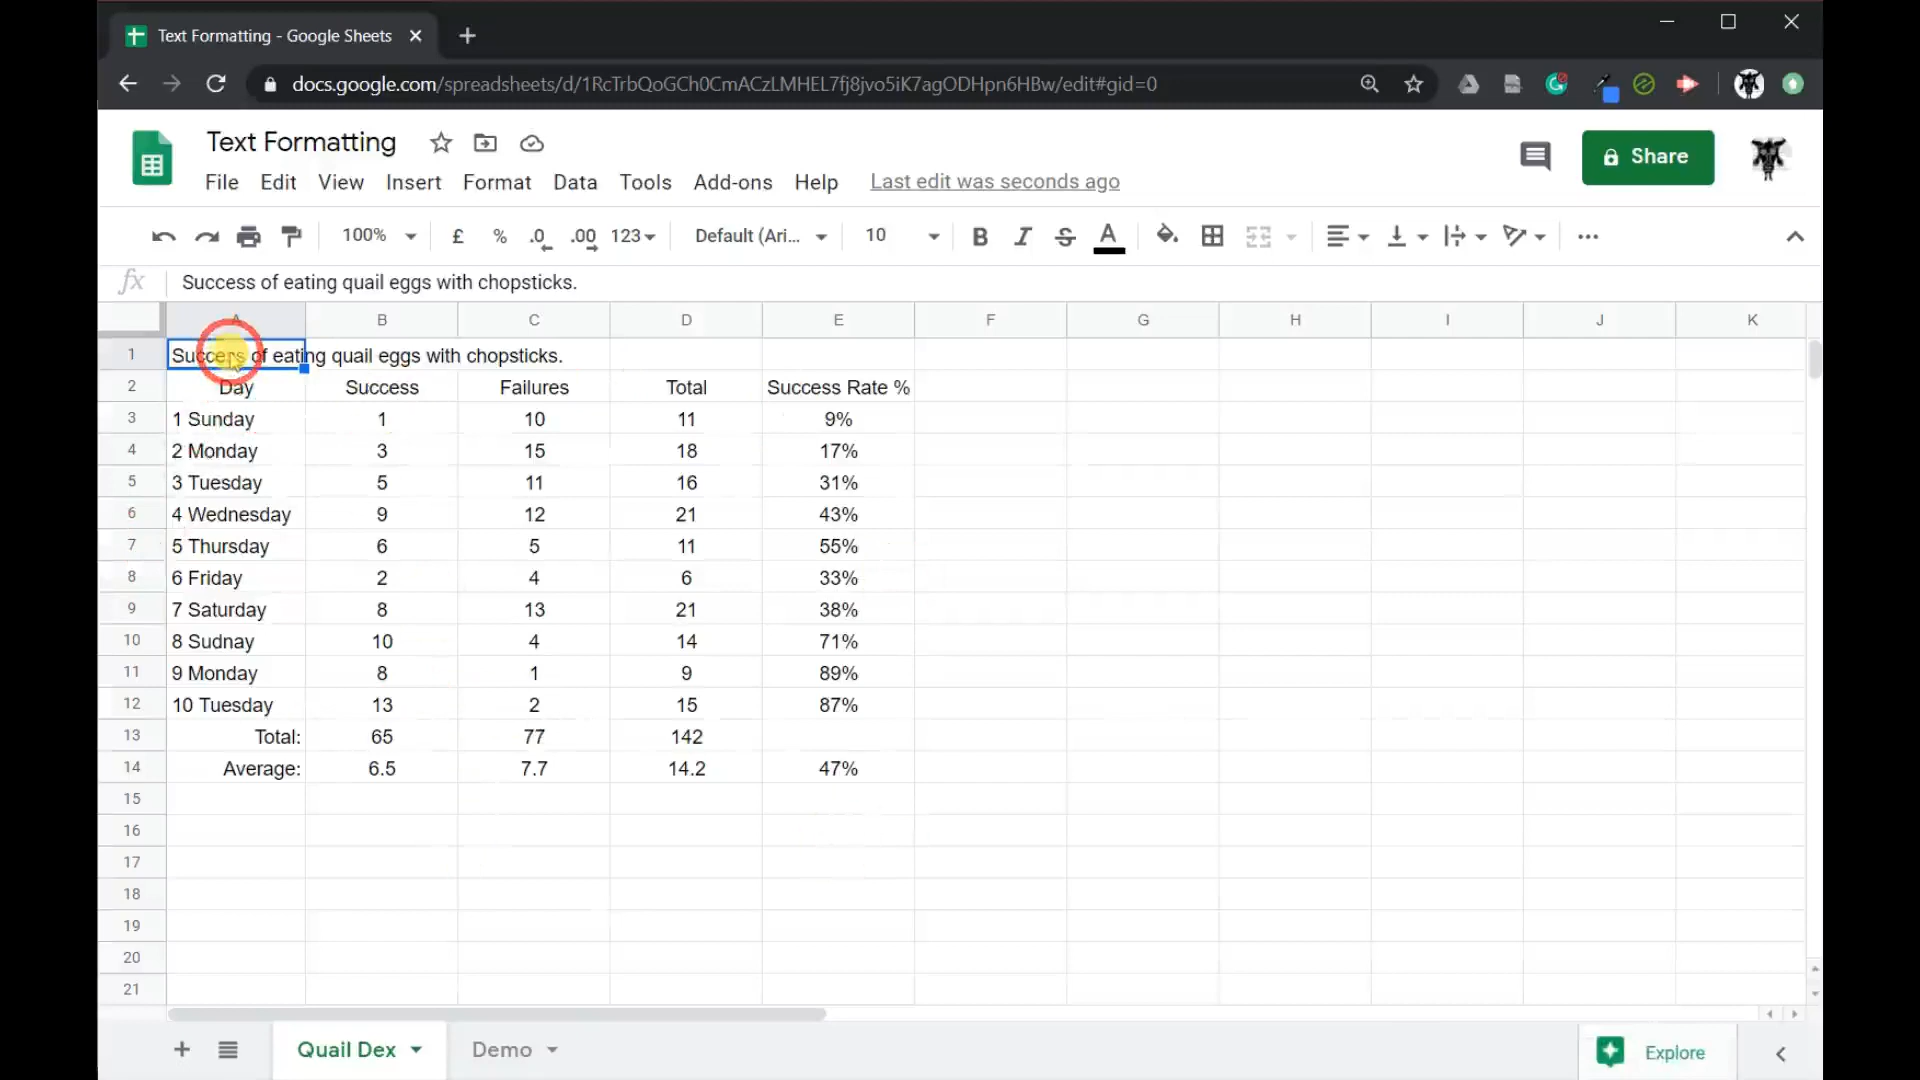 Text Formatting - Google Sheets
docs.google.com/spreadsheets/d/1RcTrbQoGCh0CmACzLMHEL7fj8jvo5iK7agODHpn6HBw/edit#gid=0
Text Formatting
Share
File Edit View Insert Format Data Tools Add-ons Help Last edit was seconds ago
100% £ % .0 .00 123 Default (Ari... 10 B I S A
fx Success of eating quail eggs with chopsticks.
A B C D E F G H I J K
1 Success of eating quail eggs with chopsticks.
2 Day Success Failures Total Success Rate %
3 1 Sunday 1 10 11 9%
4 2 Monday 3 15 18 17%
5 3 Tuesday 5 11 16 31%
6 4 Wednesday 9 12 21 43%
7 5 Thursday 6 5 11 55%
8 6 Friday 2 4 6 33%
9 7 Saturday 8 13 21 38%
10 8 Sudnay 10 4 14 71%
11 9 Monday 8 1 9 89%
12 10 Tuesday 13 2 15 87%
13 Total: 65 77 142
14 Average: 6.5 7.7 14.2 47%
15
16
17
18
19
20
21
Quail Dex Demo Explore